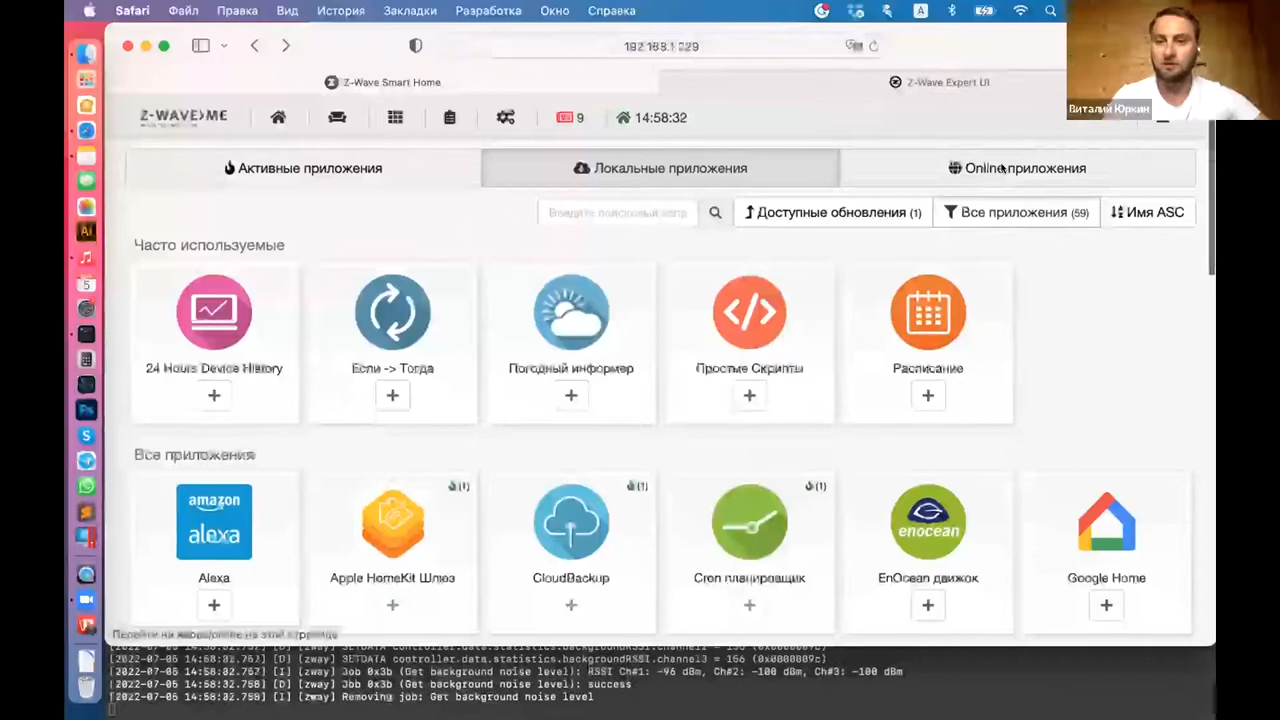 Safari Файл Правка Вид История Закладки Разработка Окно Справка
A
192.168.1.229
Z-Wave Smart Home
Z-Wave Expert UI
Виталий Юркин
Z-WAVE>ME
9
14:58:32
Активные приложения
Локальные приложения
Online приложения
Введите поисковый запр
Доступные обновления (1)
Все приложения (59)
Имя ASC
Часто используемые
24 Hours Device History
Если -> Тогда
Погодный информер
Простые Скрипты
Расписание
+ + + + +
Все приложения
(1) (1) (1)
amazon
alexa
enocean
Alexa
Apple HomeKit Шлюз
CloudBackup
Cron планировщик
EnOcean движок
Google Home
+ + + + + +
[2022-07-05 14:58:32.757] [D] [zway] SETDATA controller.data.statistics.backgroundRSSI.channel3 = 156 (0x0000009c)
[2022-07-05 14:58:32.757] [I] [zway] Job 0x3b (Get background noise level): RSSI Ch#1: -96 dBm, Ch#2: -100 dBm, Ch#3: -100 dBm
[2022-07-05 14:58:32.758] [D] [zway] Job 0x3b (Get background noise level): success
[2022-07-05 14:58:32.758] [I] [zway] Removing job: Get background noise level